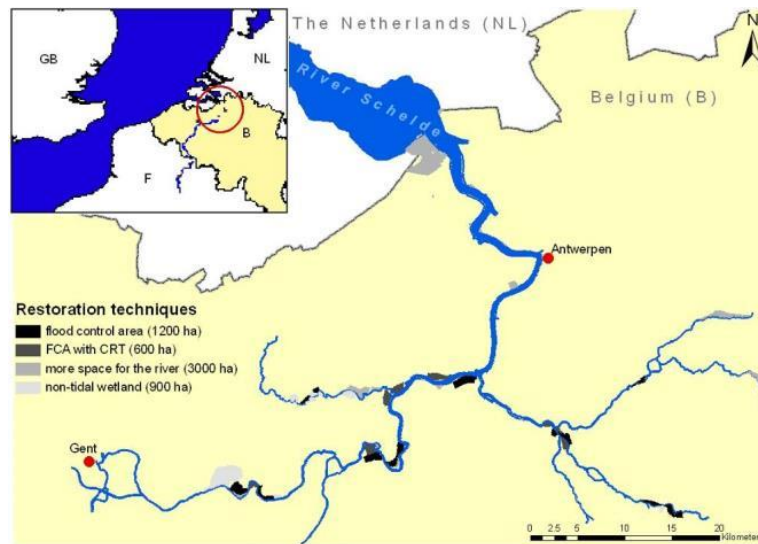 GB
NL
B
F
The Netherlands (NL)
N
River Schelde
Belgium (B)
Antwerpen
Restoration techniques
flood control area (1200 ha)
FCA with CRT (600 ha)
more space for the river (3000 ha)
non-tidal wetland (900 ha)
Gent
0 2.5 5 10 15 20
Kilometer